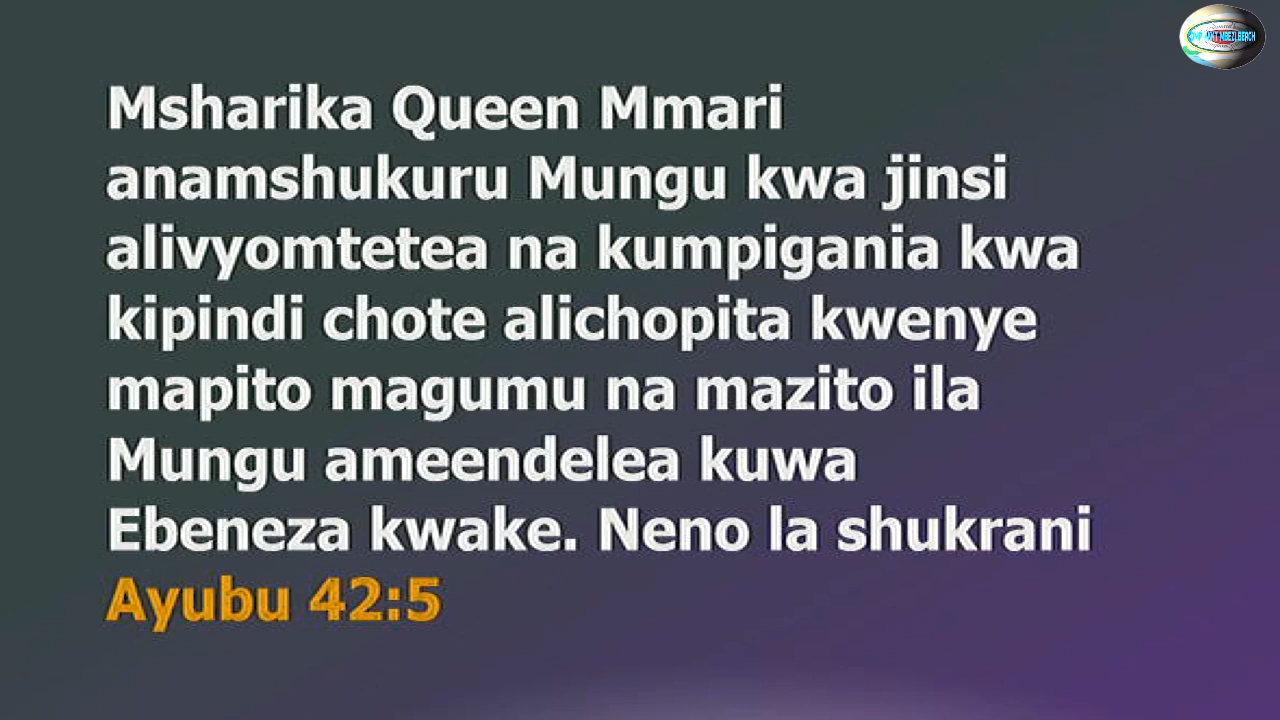 Msharika Queen Mmari
anamshukuru Mungu kwa jinsi
alivyomtetea na kumpigania kwa
kipindi chote alichopita kwenye
mapito magumu na mazito ila
Mungu ameendelea kuwa
Ebeneza kwake. Neno la shukrani
Ayubu 42:5